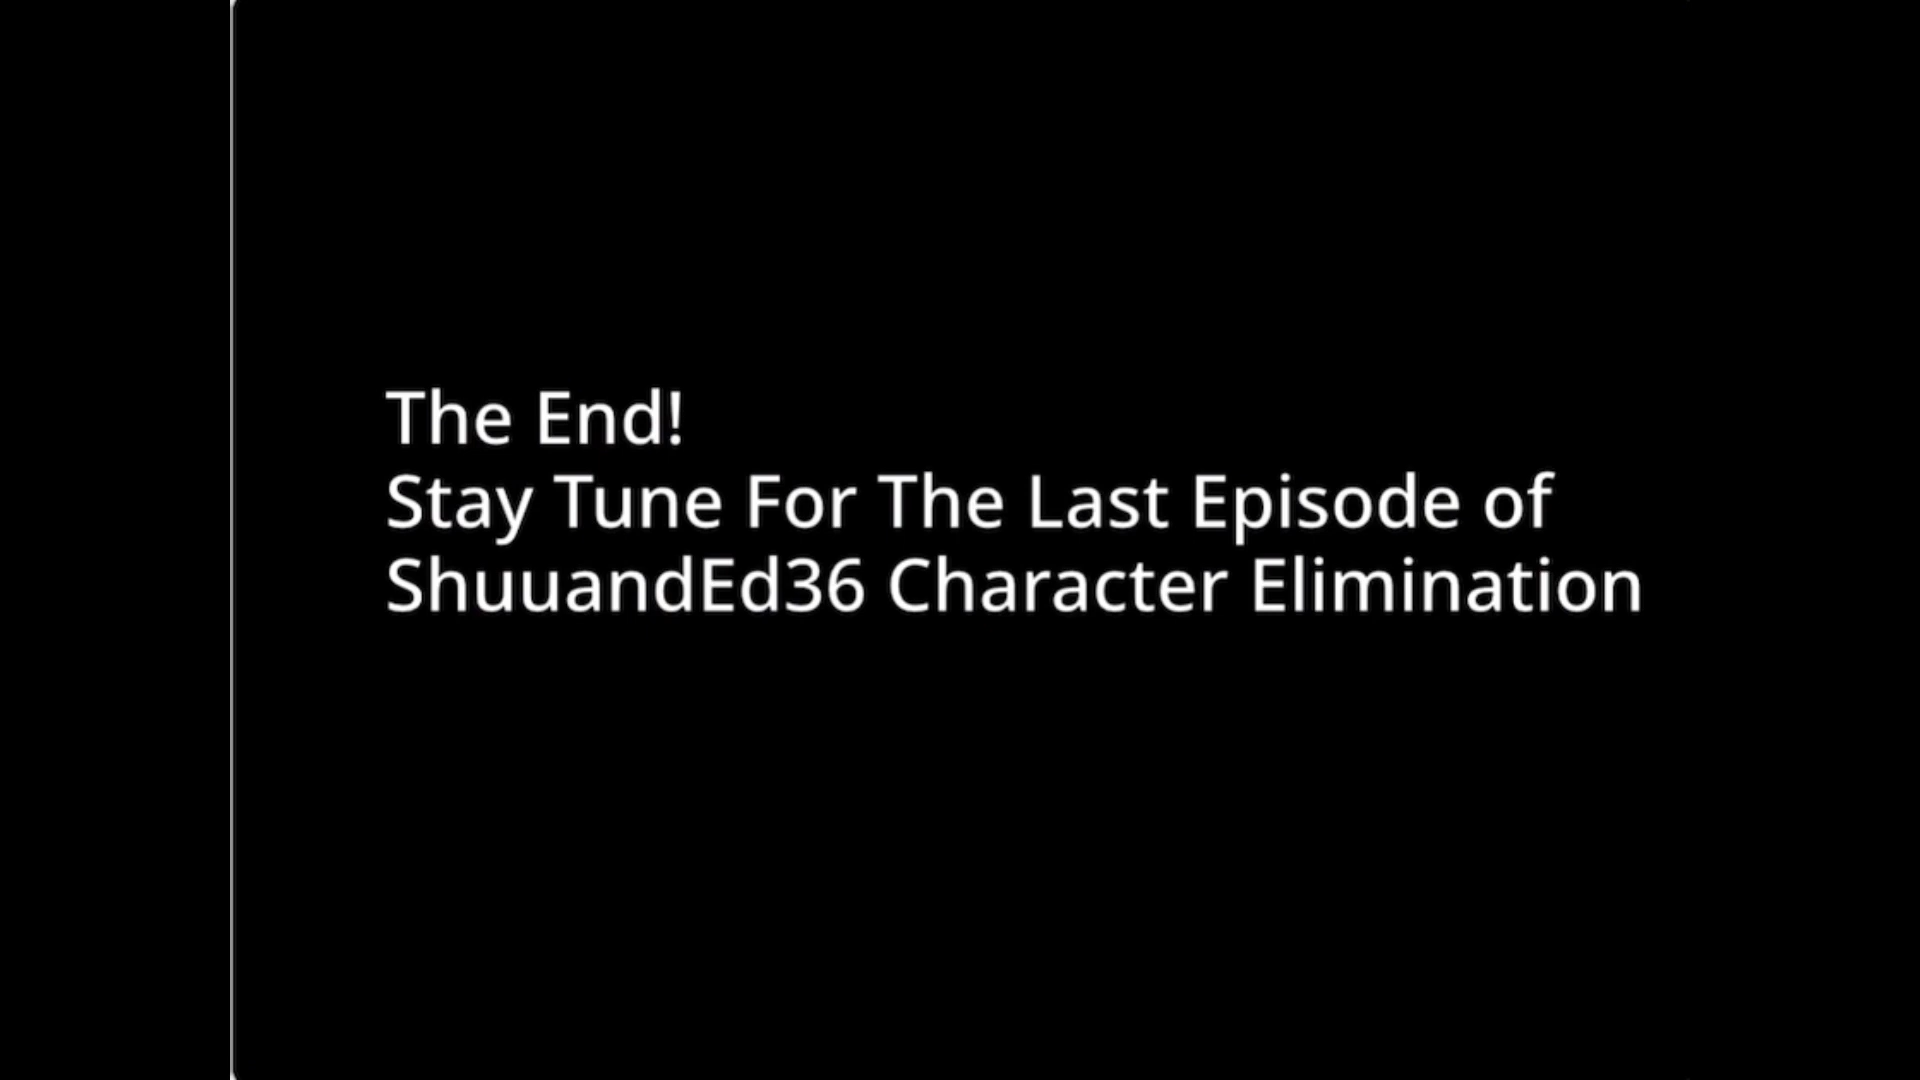 The End!
Stay Tune For The Last Episode of
ShuuandEd36 Character Elimination